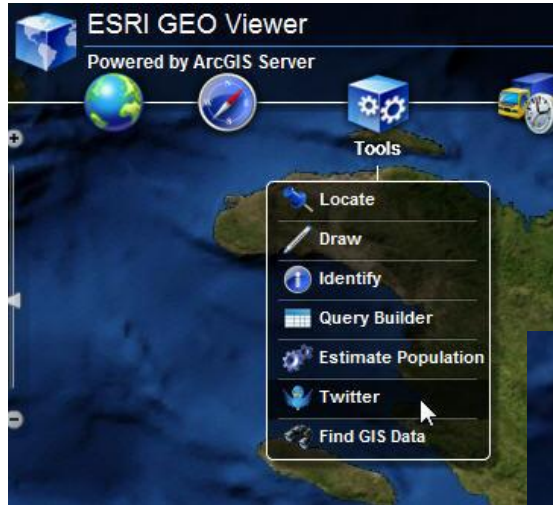 ESRI GEO Viewer
Powered by ArcGIS Server
Tools
Locate
Draw
Identify
Query Builder
Estimate Population
Twitter
Find GIS Data